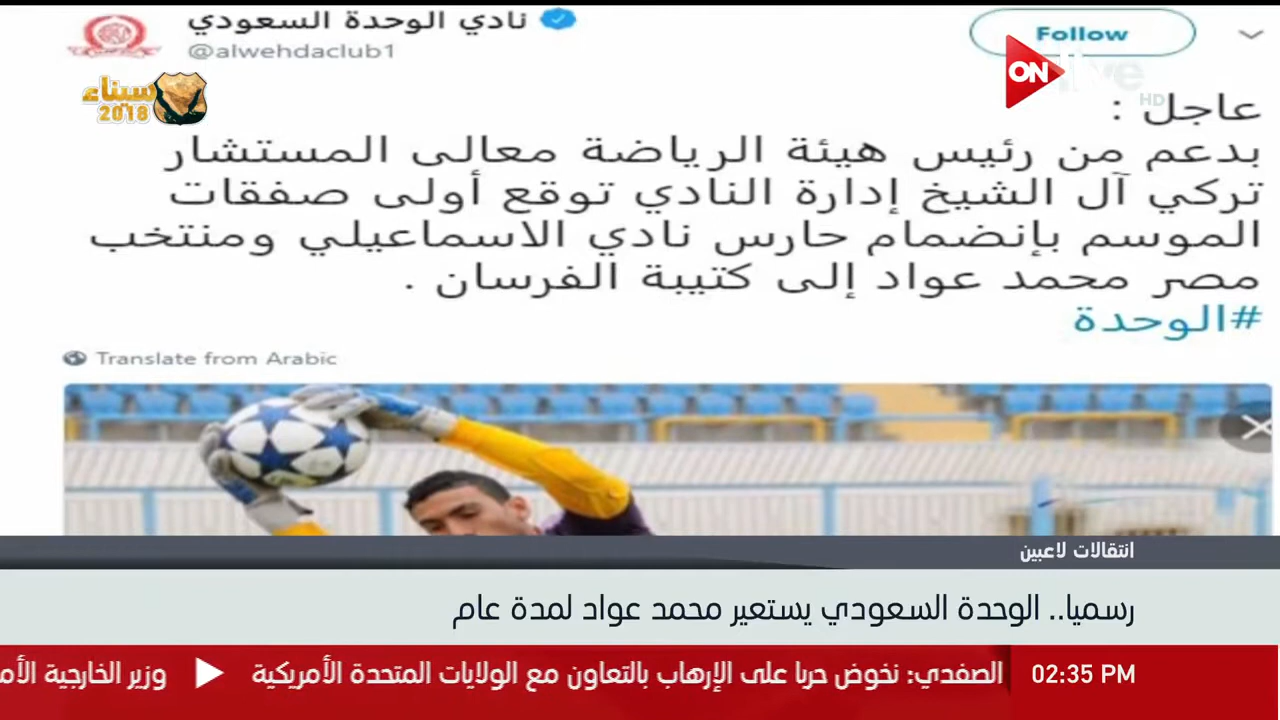 نادي الوحدة السعودي
@alwehdaclub1
Follow
ON live
HD
سيناء
2018
عاجل :
بدعم من رئيس هيئة الرياضة معالى المستشار
تركي آل الشيخ إدارة النادي توقع أولى صفقات
الموسم بإنضمام حارس نادي الاسماعيلي ومنتخب
مصر محمد عواد إلى كتيبة الفرسان .
#الوحدة
Translate from Arabic
انتقالات لاعبين
رسميا.. الوحدة السعودي يستعير محمد عواد لمدة عام
02:35 PM
الصفدي: نخوض حربا على الإرهاب بالتعاون مع الولايات المتحدة الأمريكية
وزير الخارجية الأم